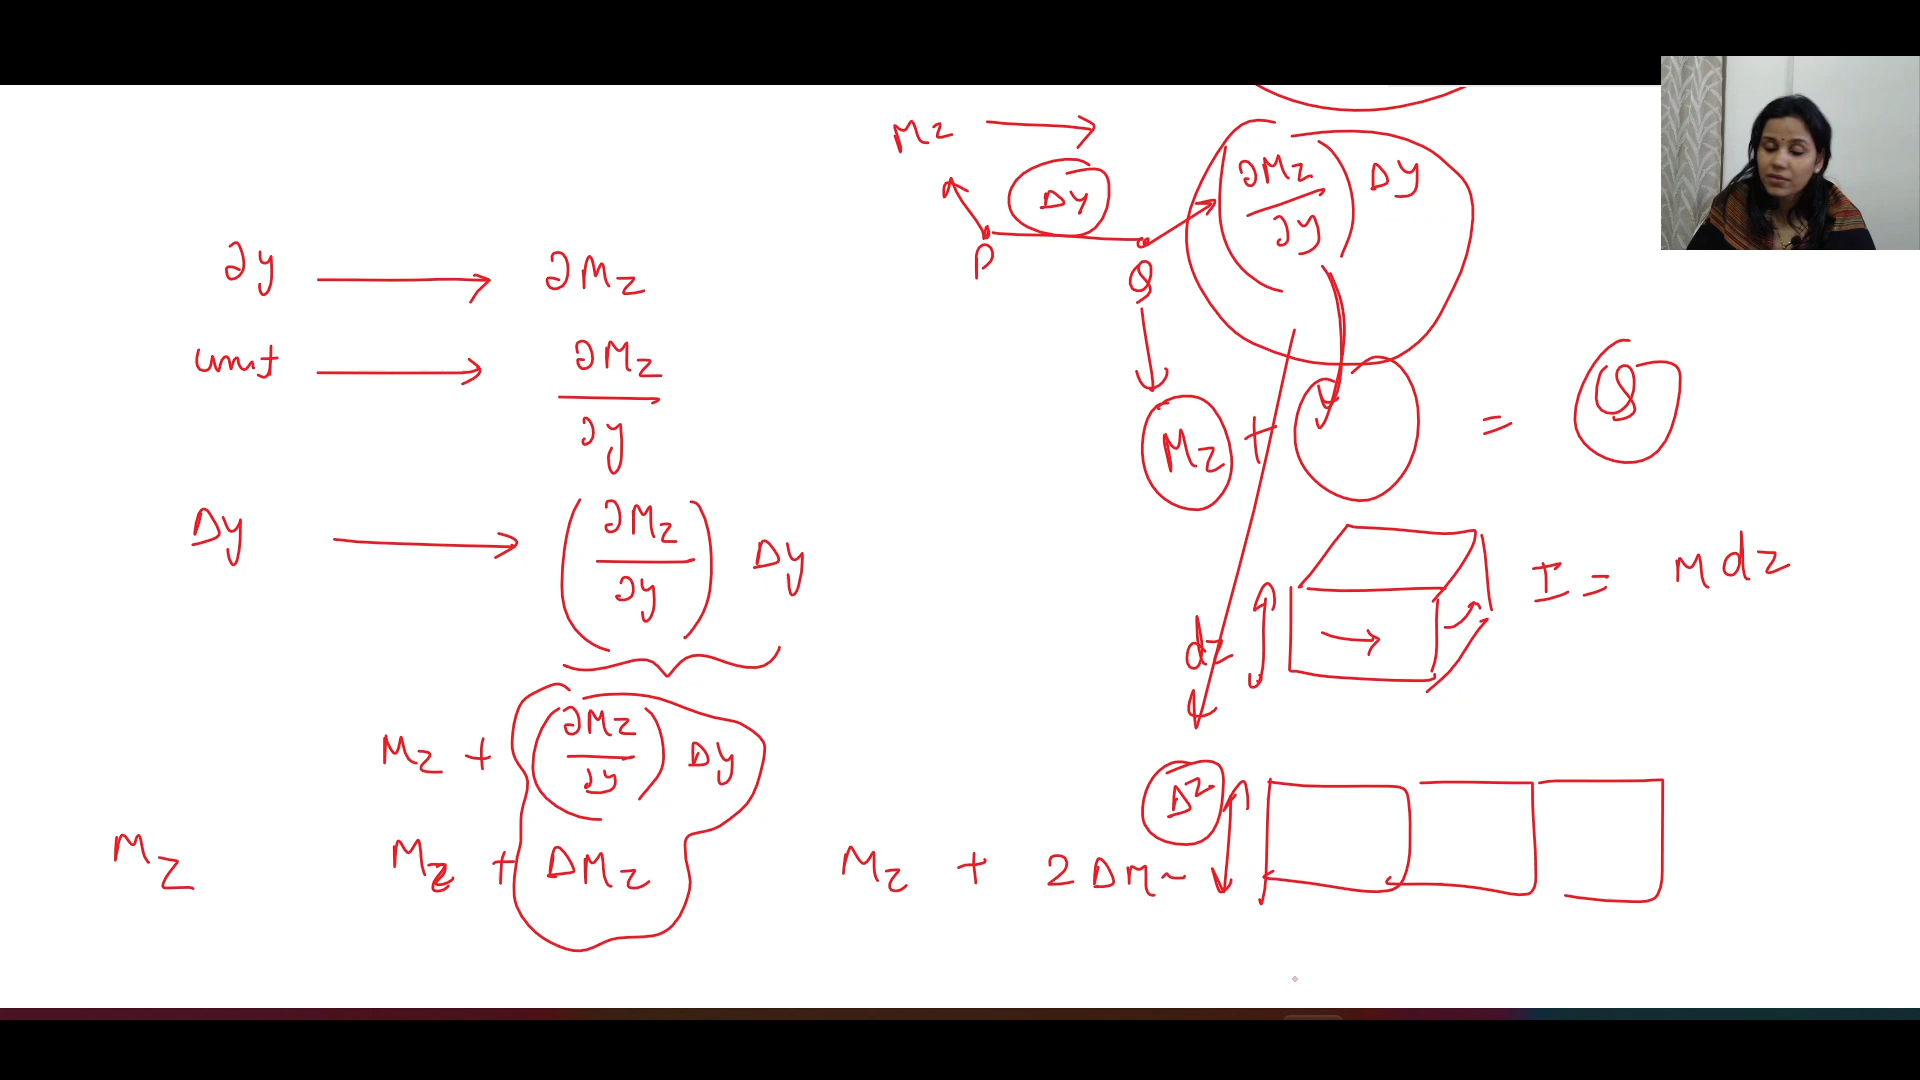 ∂y → ∂Mz
unit → ∂Mz / ∂y
Δy → (∂Mz / ∂y) Δy
Mz + (∂Mz / ∂y) Δy
Mz
Mz + ΔMz
Mz + 2ΔM
Mz →
Δy
P
Q
(∂Mz / ∂y) Δy
Mz + = Q
dz
I = M dz
Δz